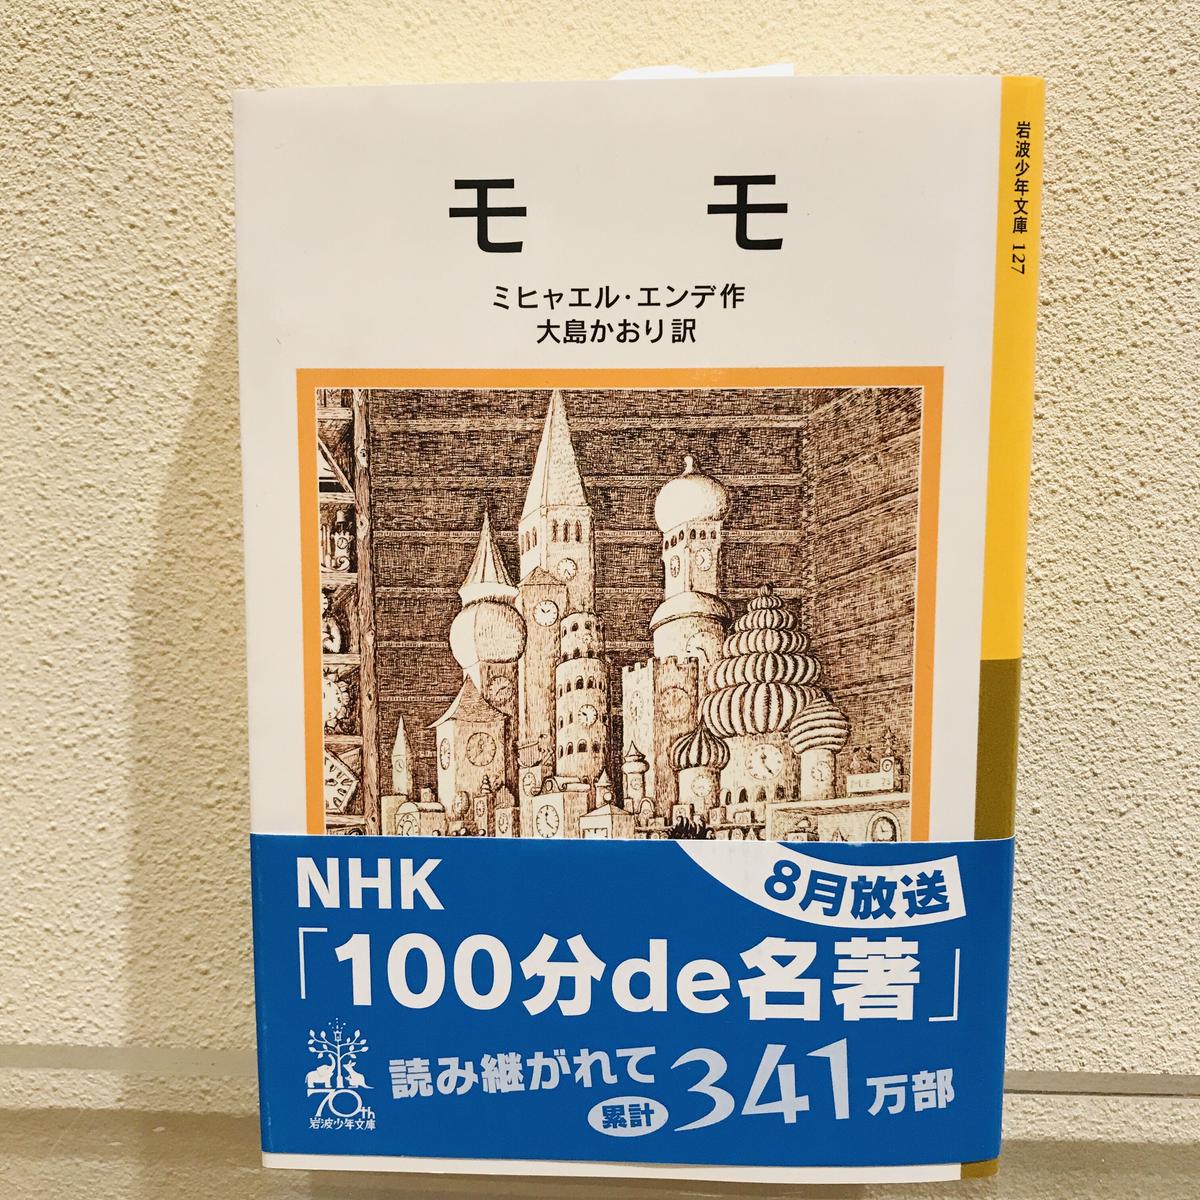 モモ
ミヒャエル・エンデ作
大島かおり訳
岩波少年文庫 127
NHK
8月放送
「100分de名著」
読み継がれて
累計
341万部
70th
岩波少年文庫